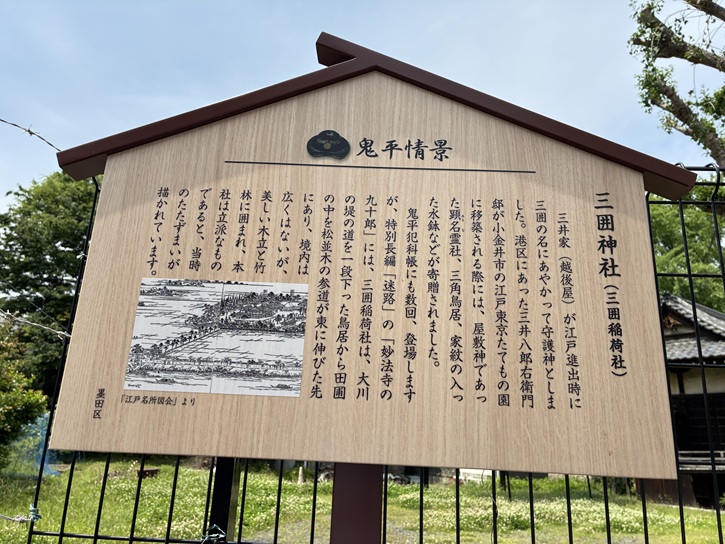 鬼平情景
三囲神社(三囲稲荷社)
三井家(越後屋)が江戸進出時に
三囲の名にあやかって守護神としま
した。港区にあった三井八郎右衛門
邸が小金井市の江戸東京たてもの園
に移築される際には、屋敷神であっ
た顕名霊社、三角鳥居、家紋の入っ
た水鉢などが寄贈されました。
鬼平犯科帳にも数回、登場します
が、特別長編「迷路」の「妙法寺の
九十郎」には、三囲稲荷社は、大川
の堤の道を一段下った鳥居から田圃
の中を松並木の参道が東に伸びた先
にあり、境内は
広くはないが、
美しい木立と竹
林に囲まれ、本
社は立派なもの
であると、当時
のたたずまいが
描かれています。
「江戸名所図会」より
墨田区